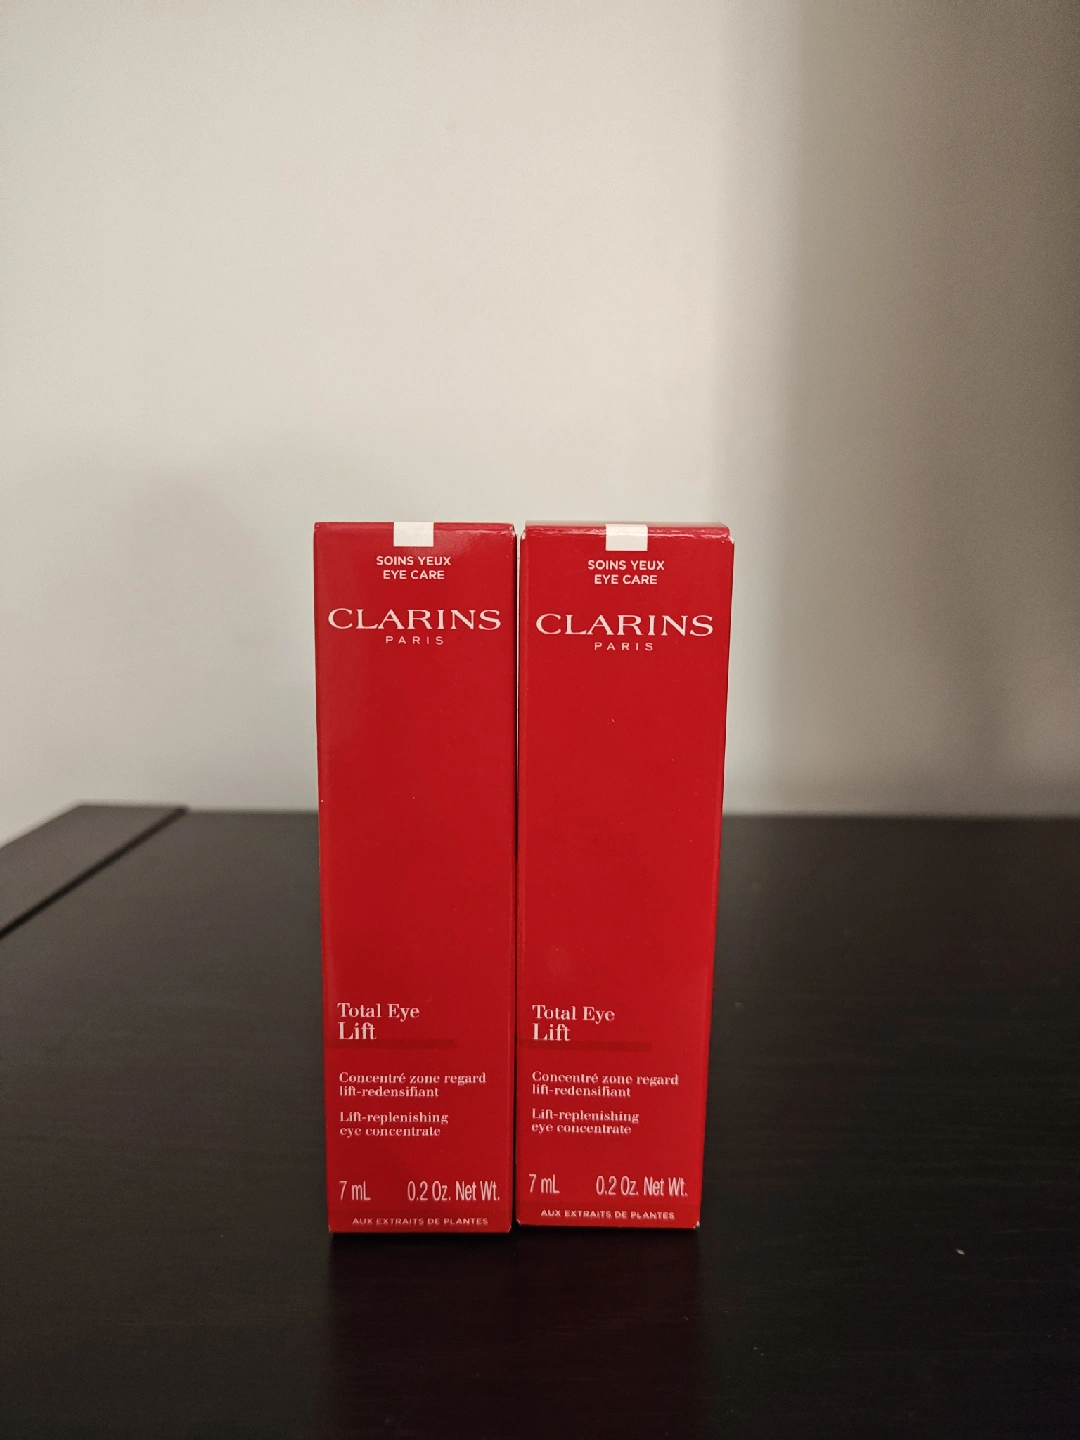 SOINS YEUX
EYE CARE
CLARINS
PARIS
Total Eye
Lift
Concentré zone regard
lift-redensifiant
Lift-replenishing
eye concentrate
7 mL 0.2 Oz. Net Wt.
AUX EXTRAITS DE PLANTES
SOINS YEUX
EYE CARE
CLARINS
PARIS
Total Eye
Lift
Concentré zone regard
lift-redensifiant
Lift-replenishing
eye concentrate
7 mL 0.2 Oz. Net Wt.
AUX EXTRAITS DE PLANTES